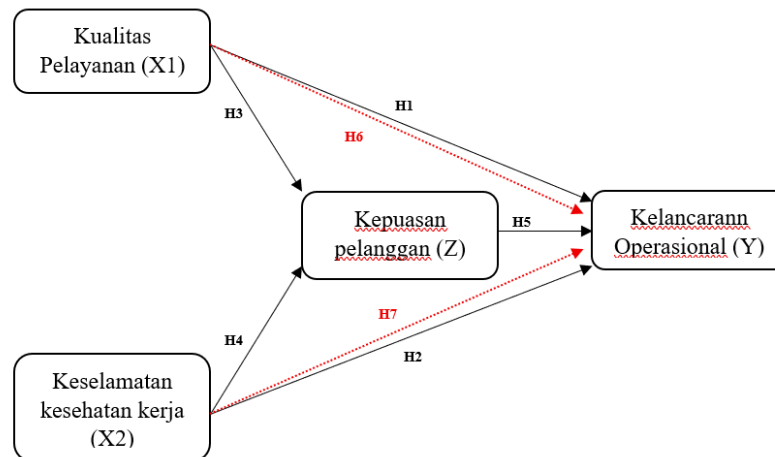 Kualitas
Pelayanan (X1)
H1
H3
H6
Kepuasan
pelanggan (Z)
H5
Kelancarann
Operasional (Y)
H7
H4
H2
Keselamatan
kesehatan kerja
(X2)